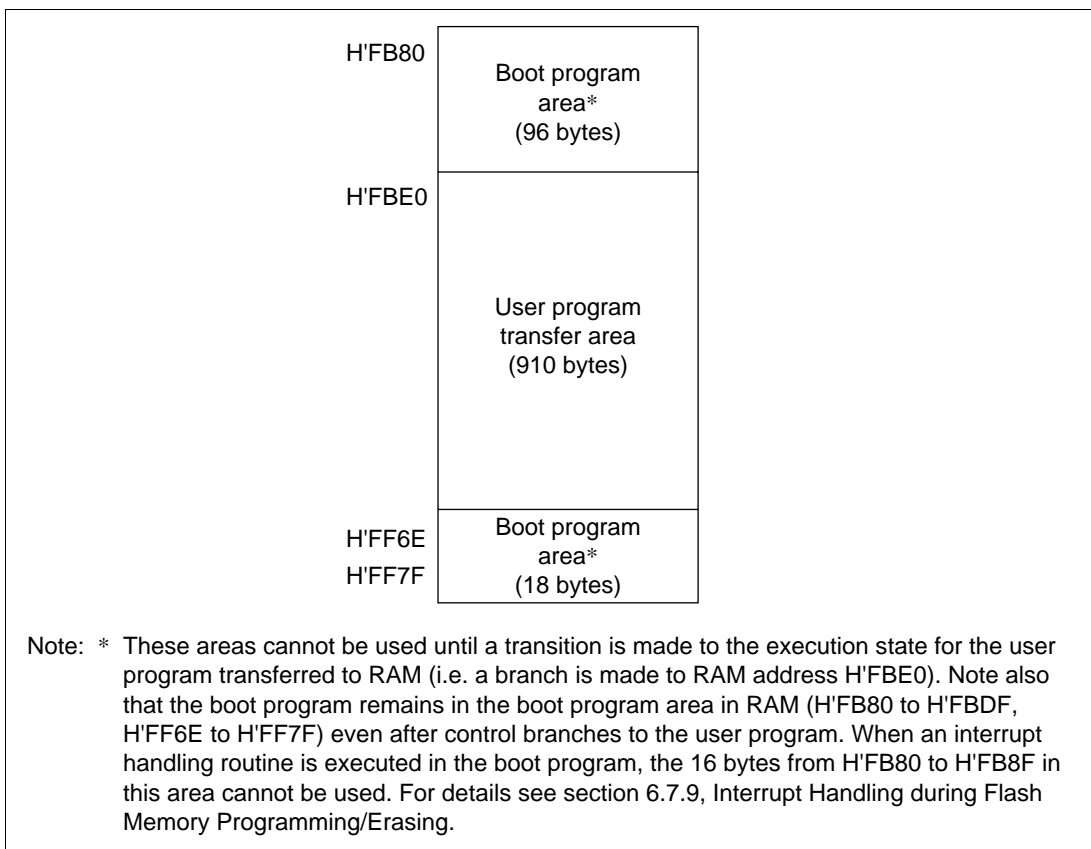 H'FB80
Boot program
area*
(96 bytes)
H'FBE0
User program
transfer area
(910 bytes)
H'FF6E
H'FF7F
Boot program
area*
(18 bytes)
Note: * These areas cannot be used until a transition is made to the execution state for the user
program transferred to RAM (i.e. a branch is made to RAM address H'FBE0). Note also
that the boot program remains in the boot program area in RAM (H'FB80 to H'FBDF,
H'FF6E to H'FF7F) even after control branches to the user program. When an interrupt
handling routine is executed in the boot program, the 16 bytes from H'FB80 to H'FB8F in
this area cannot be used. For details see section 6.7.9, Interrupt Handling during Flash
Memory Programming/Erasing.